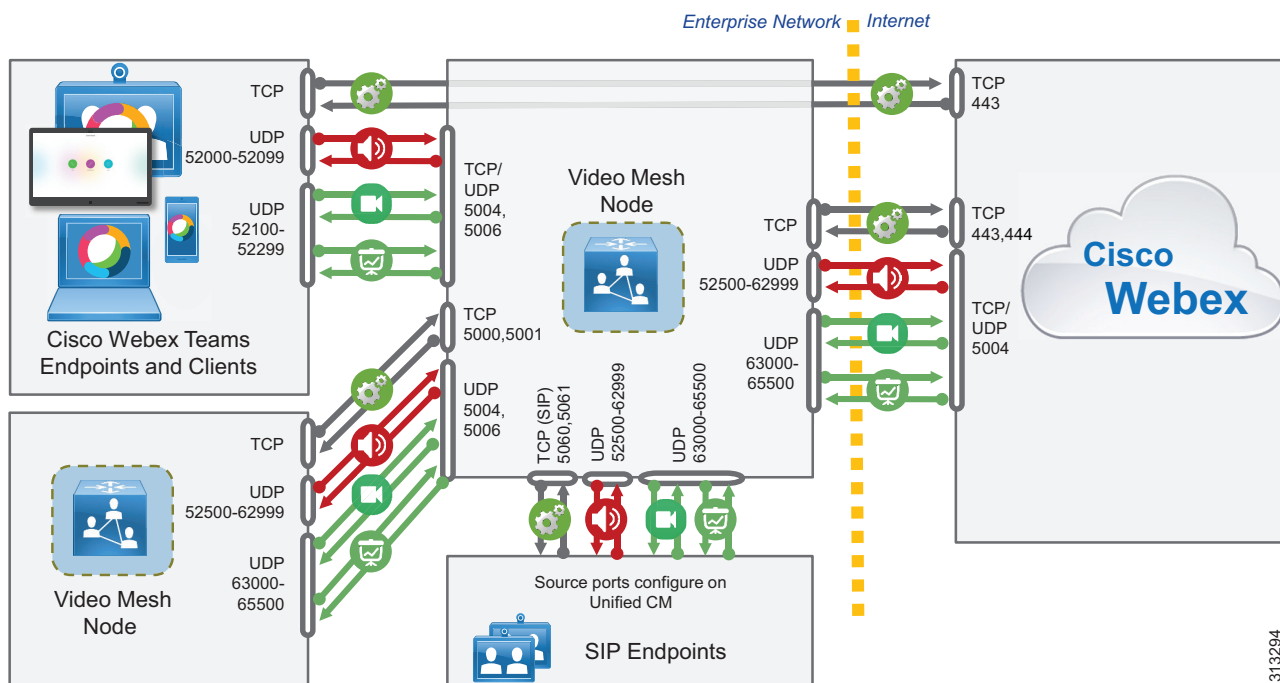 Enterprise Network
Internet
TCP
UDP
52000-52099
UDP
52100-
52299
Cisco Webex Teams
Endpoints and Clients
TCP/
UDP
5004,
5006
TCP
5000,5001
UDP
5004,
5006
Video Mesh
Node
TCP
UDP
52500-62999
UDP
63000-
65500
TCP (SIP)
5060,5061
UDP
52500-62999
UDP
63000-65500
TCP
443
TCP
443,444
TCP/
UDP
5004
Cisco
Webex
TCP
UDP
52500-62999
UDP
63000-
65500
Video Mesh
Node
Source ports configure on
Unified CM
SIP Endpoints
313294